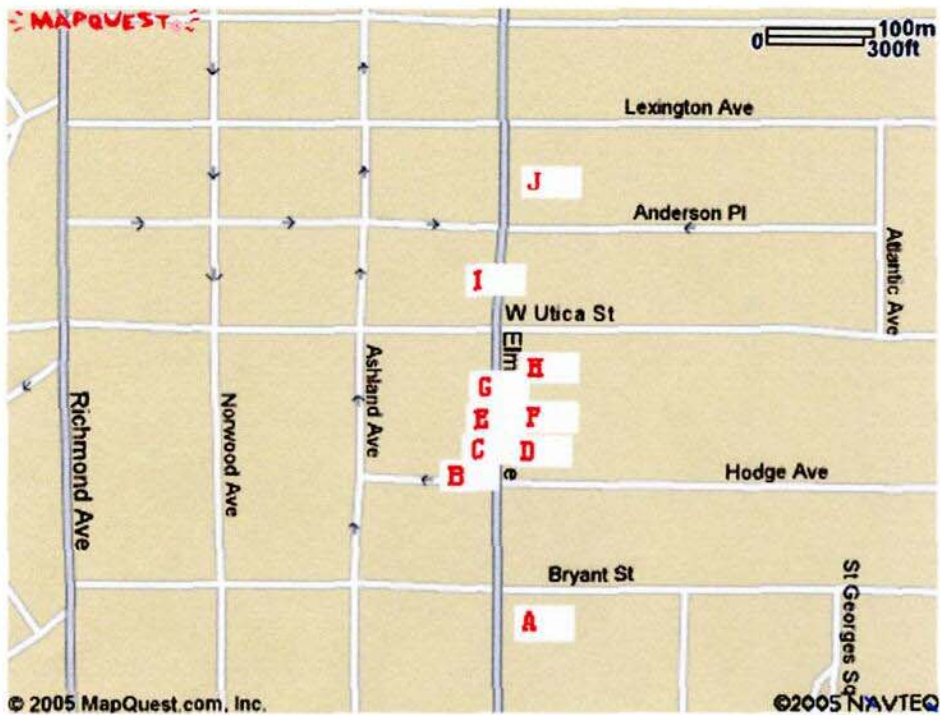 MAPQUEST
100m
0
300ft
Lexington Ave
J
Anderson Pl
Atlantic Ave
I
W Utica St
Elm
H
G
Ashland Ave
Richmond Ave
Norwood Ave
E
F
C
D
B
e
Hodge Ave
Bryant St
St Georges Sq
A
© 2005 MapQuest.com, Inc.
©2005 NAVTEQ